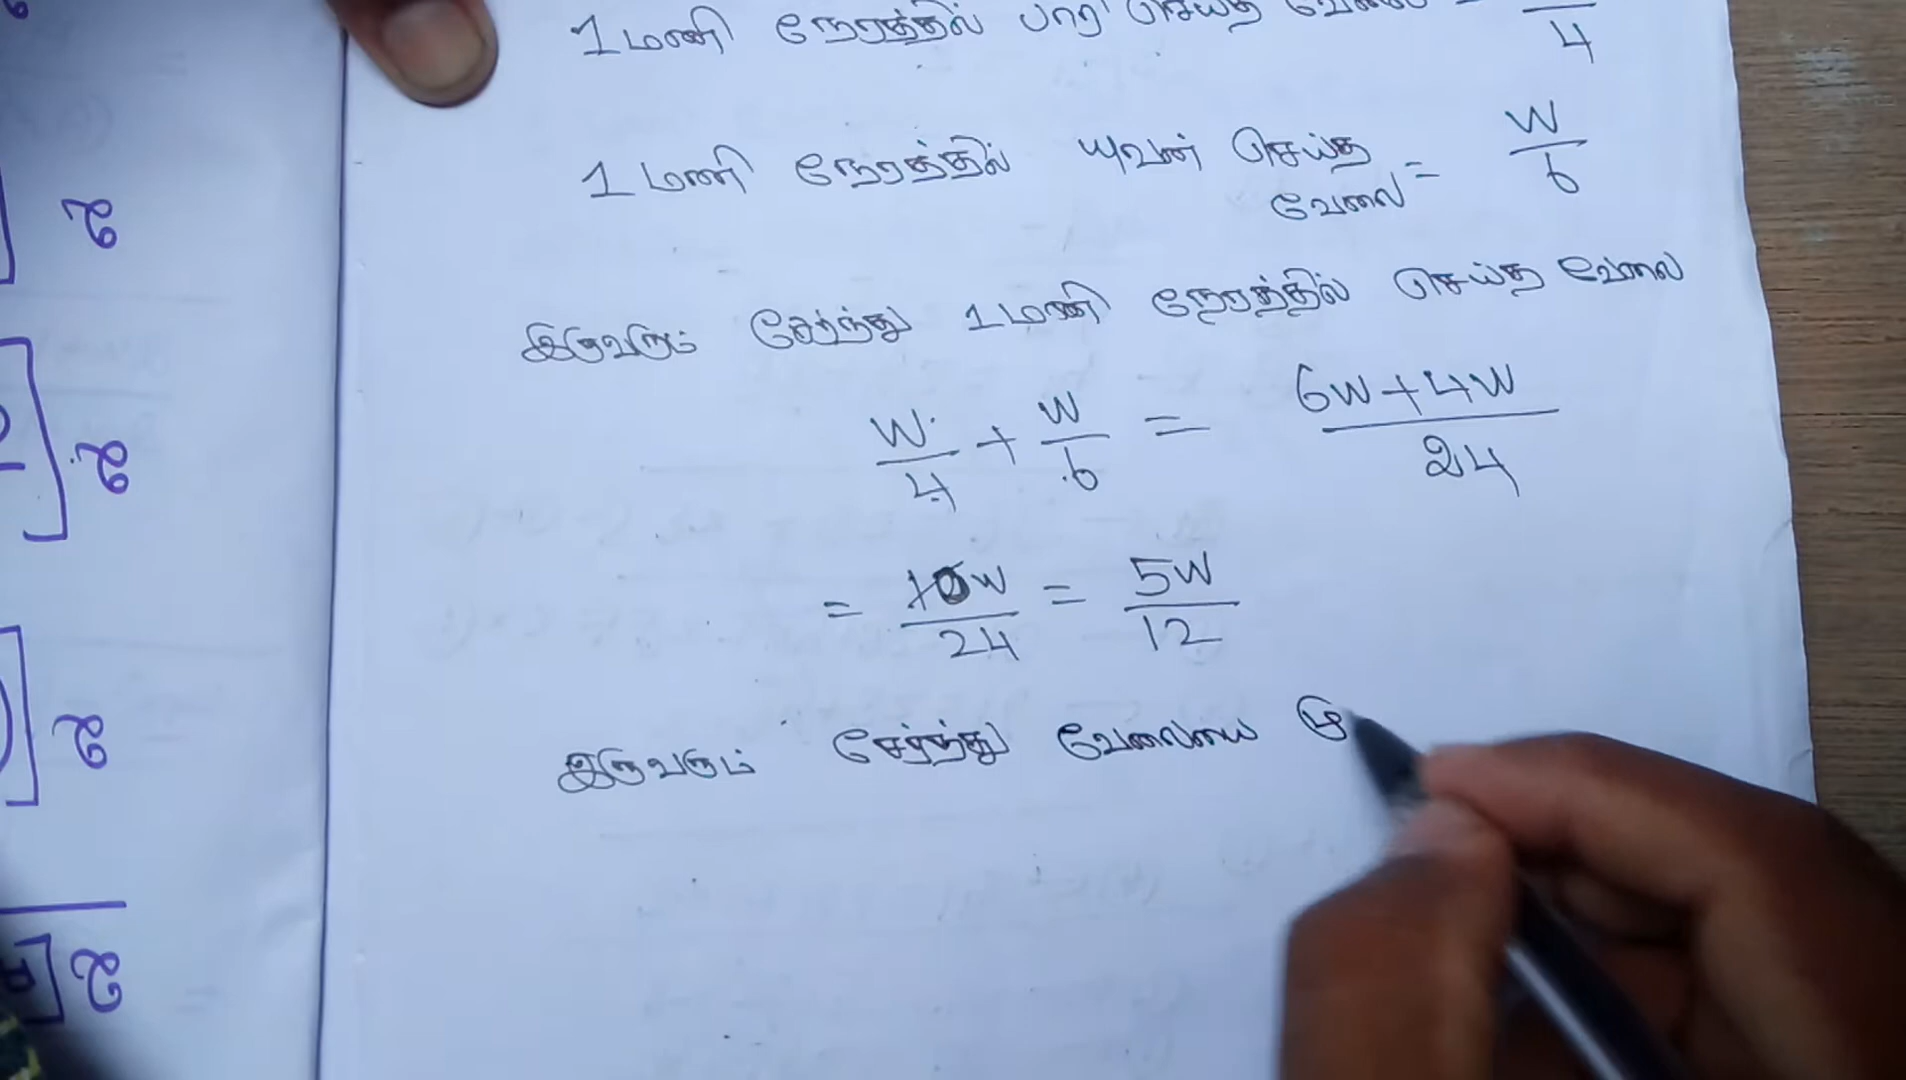 1 மணி நேரத்தில் பாரி செய்த வேலை = — 4
1 மணி நேரத்தில் யுவன் செய்த வேலை = W/6
இருவரும் சேர்ந்து 1 மணி நேரத்தில் செய்த வேலை
W/4 + W/6 = 6W+4W/24
= 10W/24 = 5W/12
இருவரும் சேர்ந்து வேலையை மு